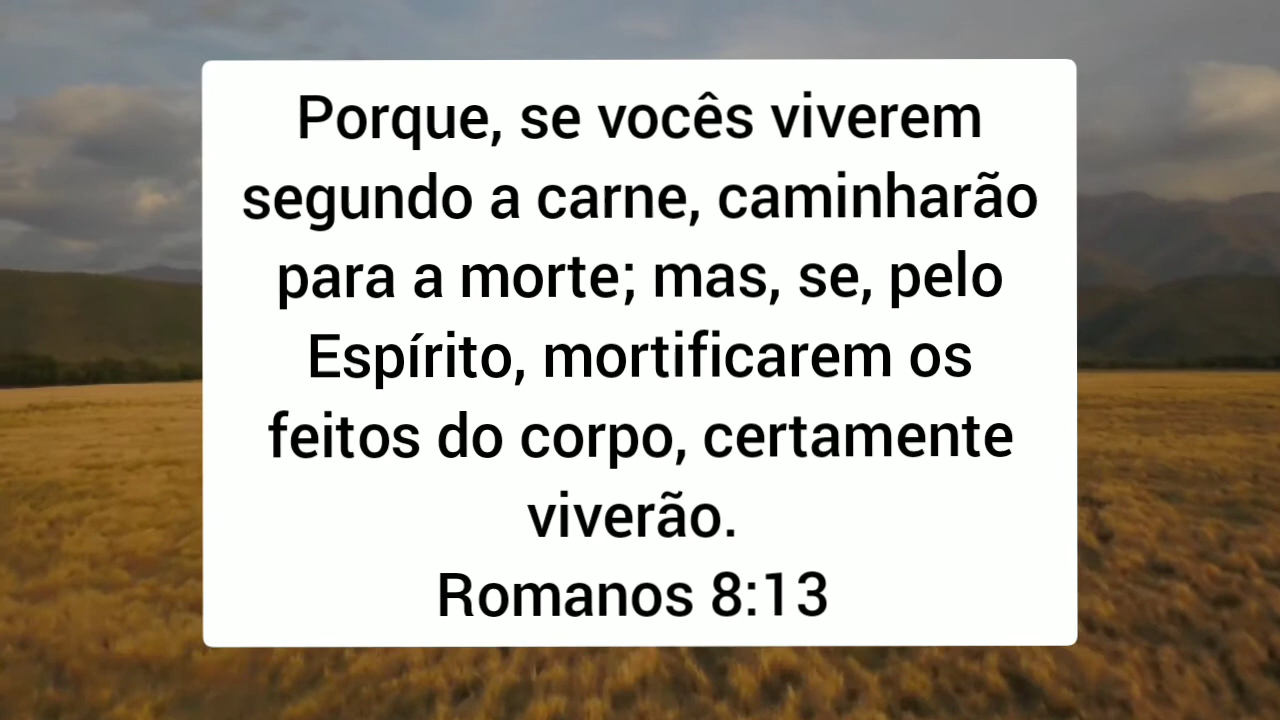 Porque, se vocês viverem
segundo a carne, caminharão
para a morte; mas, se, pelo
Espírito, mortificarem os
feitos do corpo, certamente
viverão.
Romanos 8:13